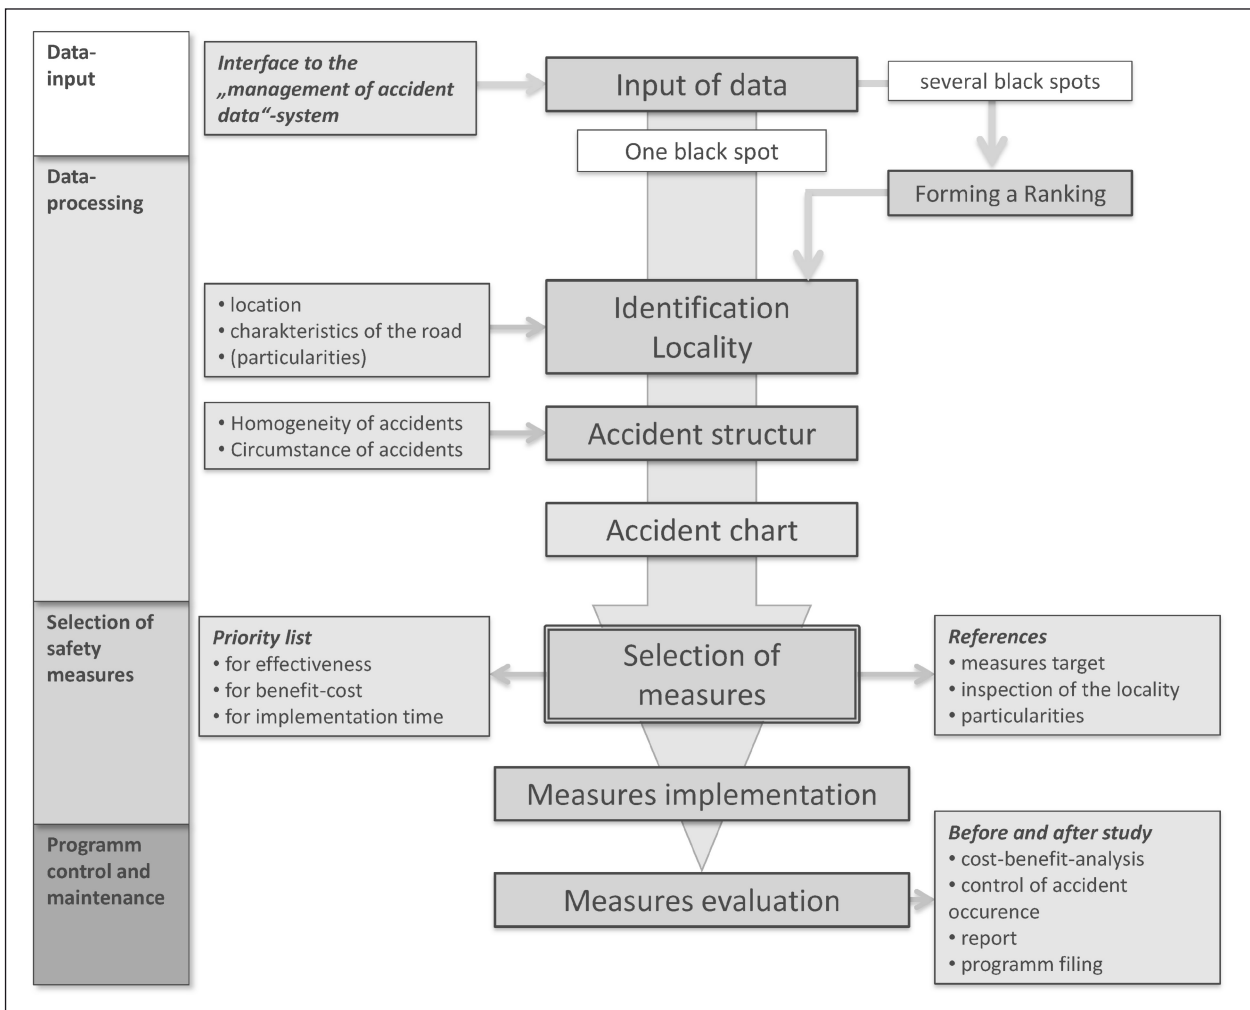 Data-
input
Interface to the
„management of accident
data“-system
Input of data
several black spots
One black spot
Data-
processing
Forming a Ranking
• location
• charakteristics of the road
• (particularities)
Identification
Locality
• Homogeneity of accidents
• Circumstance of accidents
Accident structur
Accident chart
Selection of
safety
measures
Priority list
• for effectiveness
• for benefit-cost
• for implementation time
Selection of
measures
References
• measures target
• inspection of the locality
• particularities
Measures implementation
Programm
control and
maintenance
Measures evaluation
Before and after study
• cost-benefit-analysis
• control of accident
occurence
• report
• programm filing